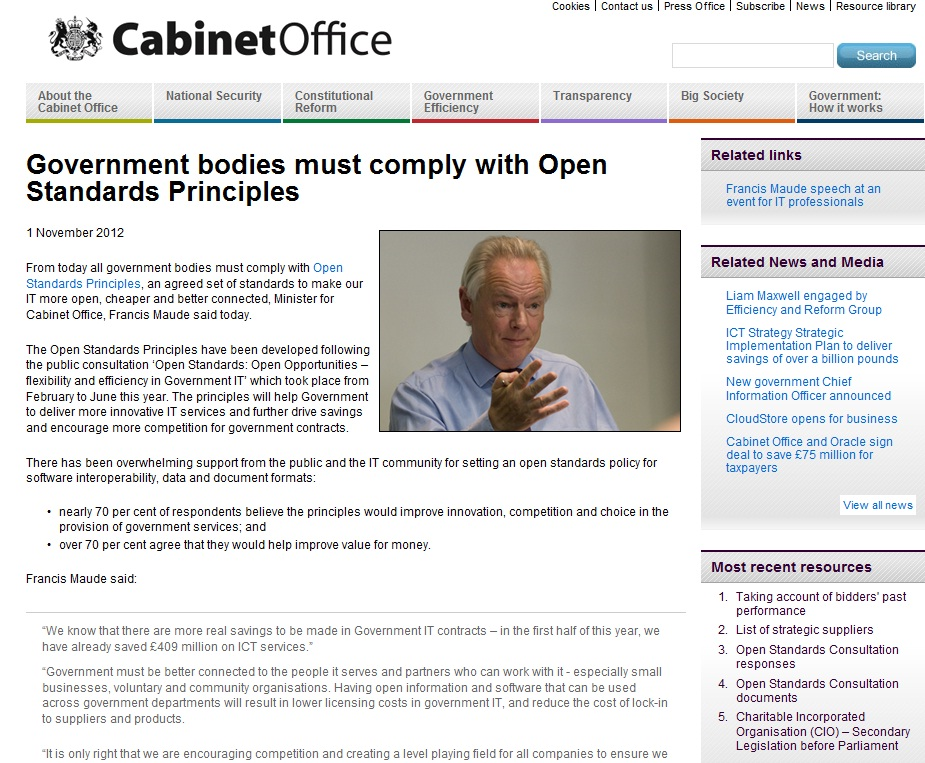 Cookies | Contact us | Press Office | Subscribe | News | Resource library
CabinetOffice
Search
About the
Cabinet Office
National Security
Constitutional
Reform
Government
Efficiency
Transparency
Big Society
Government:
How it works
Government bodies must comply with Open
Standards Principles
1 November 2012
From today all government bodies must comply with Open
Standards Principles, an agreed set of standards to make our
IT more open, cheaper and better connected, Minister for
Cabinet Office, Francis Maude said today.
The Open Standards Principles have been developed following
the public consultation ‘Open Standards: Open Opportunities –
flexibility and efficiency in Government IT’ which took place from
February to June this year. The principles will help Government
to deliver more innovative IT services and further drive savings
and encourage more competition for government contracts.
There has been overwhelming support from the public and the IT community for setting an open standards policy for
software interoperability, data and document formats:
• nearly 70 per cent of respondents believe the principles would improve innovation, competition and choice in the
provision of government services; and
• over 70 per cent agree that they would help improve value for money.
Francis Maude said:
“We know that there are more real savings to be made in Government IT contracts – in the first half of this year, we
have already saved £409 million on ICT services.”
“Government must be better connected to the people it serves and partners who can work with it - especially small
businesses, voluntary and community organisations. Having open information and software that can be used
across government departments will result in lower licensing costs in government IT, and reduce the cost of lock-in
to suppliers and products.
“It is only right that we are encouraging competition and creating a level playing field for all companies to ensure we
Related links
Francis Maude speech at an
event for IT professionals
Related News and Media
Liam Maxwell engaged by
Efficiency and Reform Group
ICT Strategy Strategic
Implementation Plan to deliver
savings of over a billion pounds
New government Chief
Information Officer announced
CloudStore opens for business
Cabinet Office and Oracle sign
deal to save £75 million for
taxpayers
View all news
Most recent resources
1. Taking account of bidders' past
performance
2. List of strategic suppliers
3. Open Standards Consultation
responses
4. Open Standards Consultation
documents
5. Charitable Incorporated
Organisation (CIO) – Secondary
Legislation before Parliament